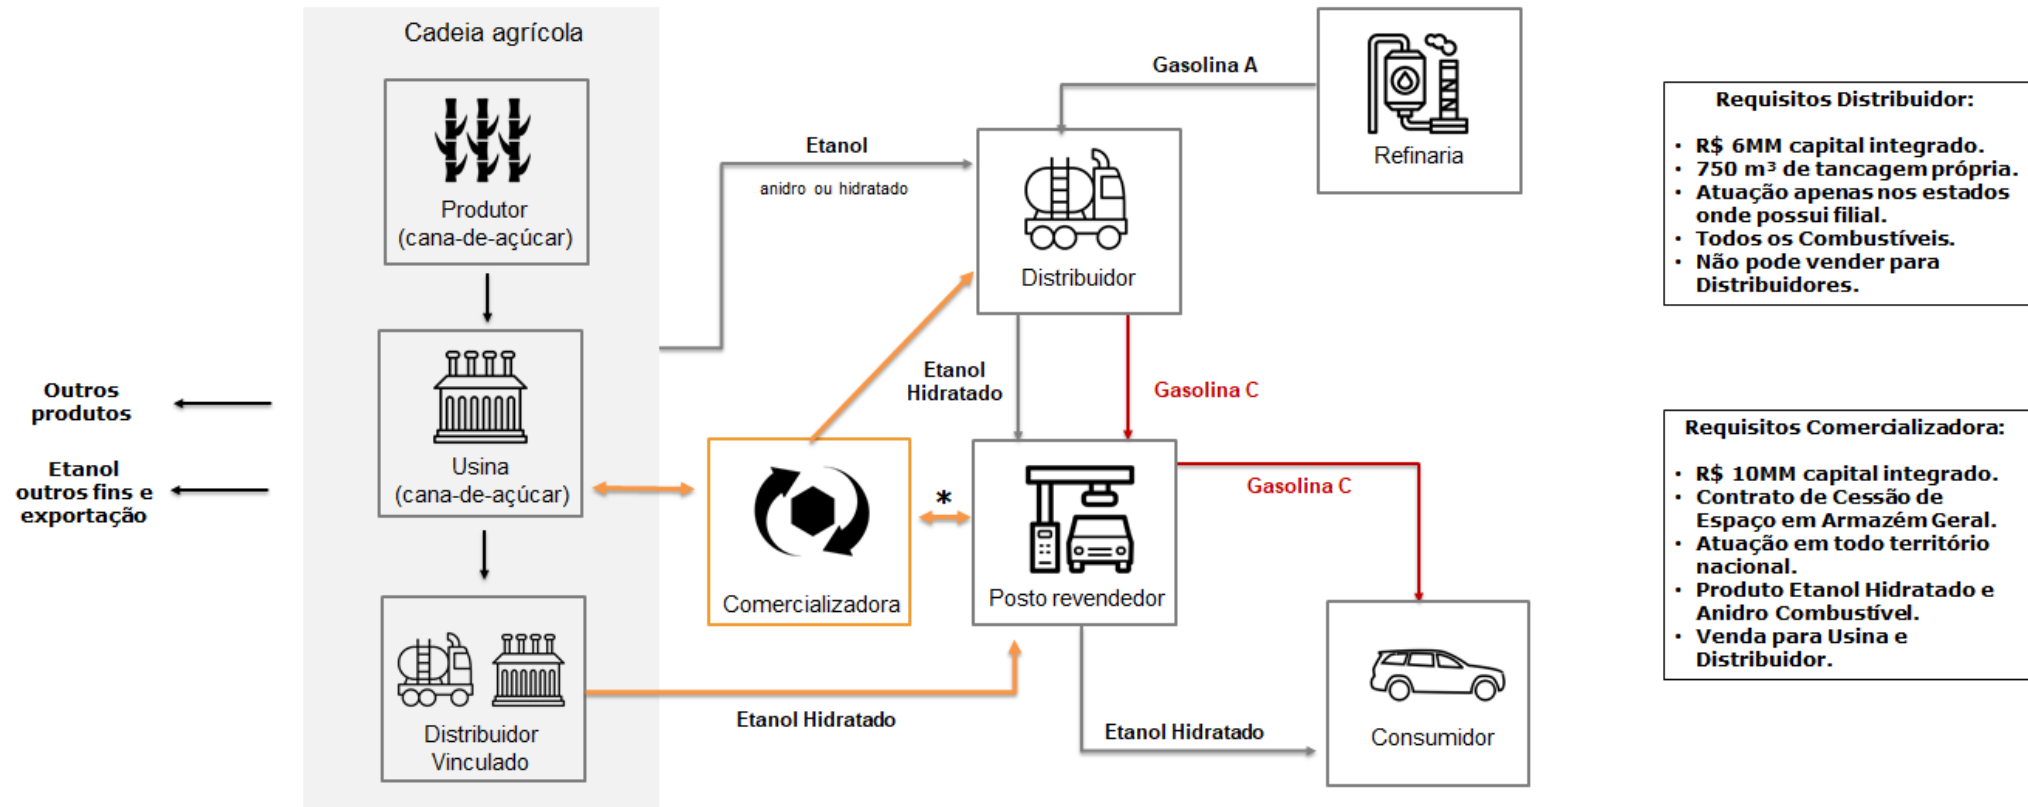 Cadeia agrícola
Produtor
(cana-de-açúcar)
Usina
(cana-de-açúcar)
Distribuidor
Vinculado
Outros
produtos
Etanol
outros fins e
exportação
Etanol
anidro ou hidratado
Gasolina A
Refinaria
Distribuidor
Etanol
Hidratado
Gasolina C
Comercializadora
*
Posto revendedor
Gasolina C
Etanol Hidratado
Etanol Hidratado
Consumidor
Requisitos Distribuidor:
• R$ 6MM capital integrado.
• 750 m³ de tancagem própria.
• Atuação apenas nos estados
onde possui filial.
• Todos os Combustíveis.
• Não pode vender para
Distribuidores.
Requisitos Comercializadora:
• R$ 10MM capital integrado.
• Contrato de Cessão de
Espaço em Armazém Geral.
• Atuação em todo território
nacional.
• Produto Etanol Hidratado e
Anidro Combustível.
• Venda para Usina e
Distribuidor.